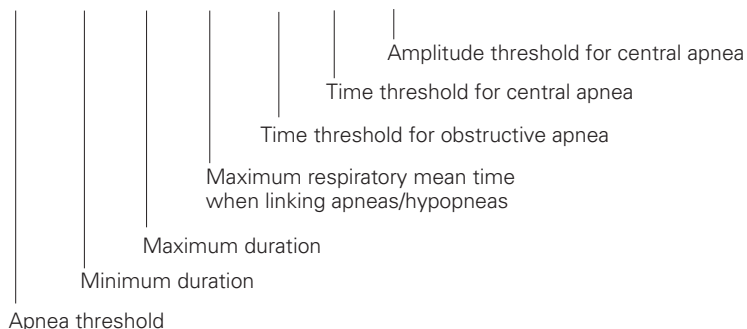 Amplitude threshold for central apnea
Time threshold for central apnea
Time threshold for obstructive apnea
Maximum respiratory mean time
when linking apneas/hypopneas
Maximum duration
Minimum duration
Apnea threshold